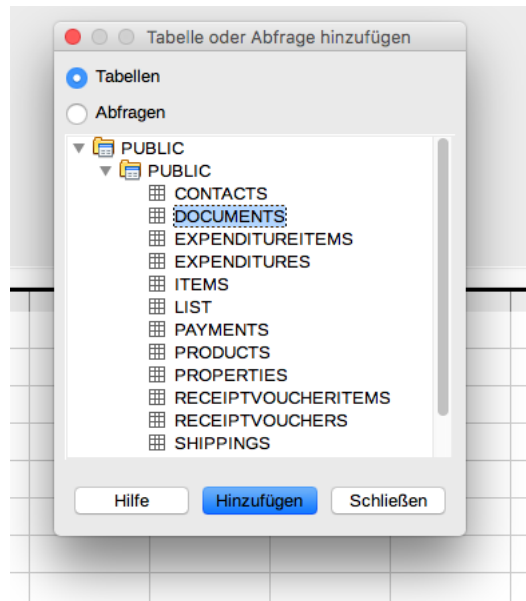 Tabelle oder Abfrage hinzufügen
Tabellen
Abfragen
PUBLIC
PUBLIC
CONTACTS
DOCUMENTS
EXPENDITUREITEMS
EXPENDITURES
ITEMS
LIST
PAYMENTS
PRODUCTS
PROPERTIES
RECEIPTVOUCHERITEMS
RECEIPTVOUCHERS
SHIPPINGS
Hilfe Hinzufügen Schließen